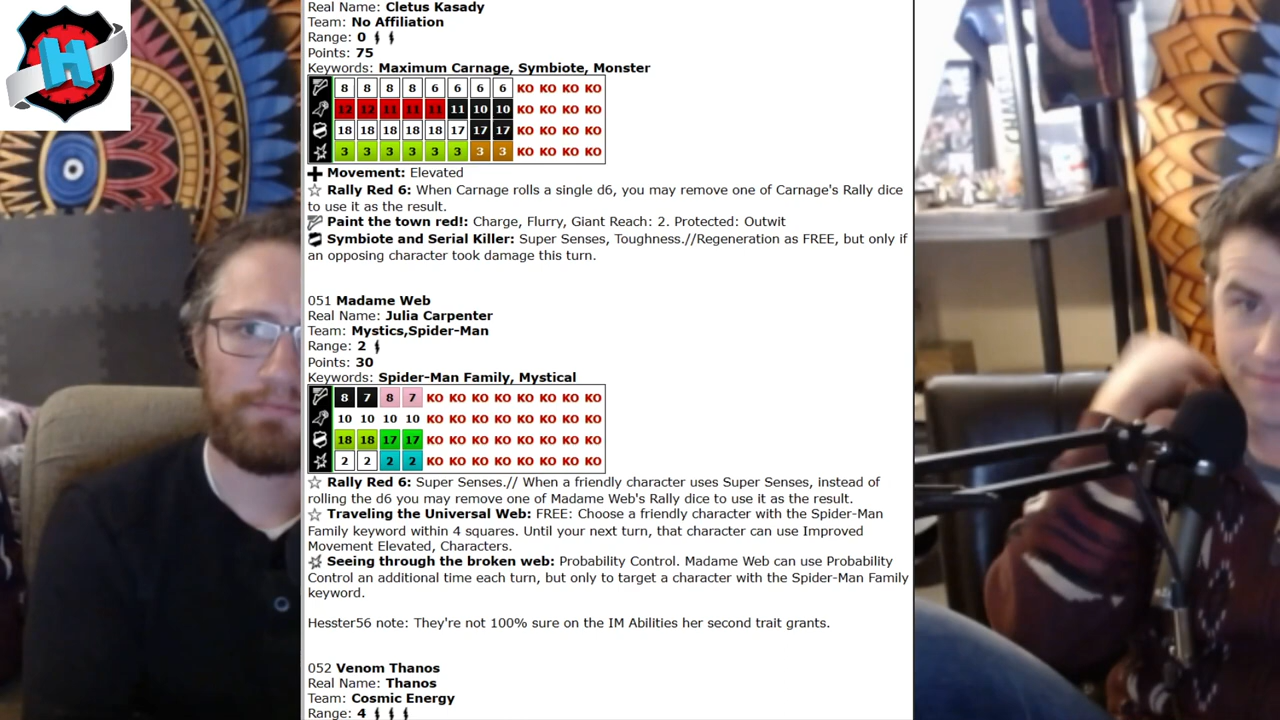 H
Real Name: Cletus Kasady
Team: No Affiliation
Range: 0
Points: 75
Keywords: Maximum Carnage, Symbiote, Monster
8 8 8 8 6 6 6 6 KO KO KO KO
12 12 11 11 11 11 10 10 KO KO KO KO
18 18 18 18 18 17 17 17 KO KO KO KO
3 3 3 3 3 3 3 3 KO KO KO KO
Movement: Elevated
Rally Red 6: When Carnage rolls a single d6, you may remove one of Carnage's Rally dice
to use it as the result.
Paint the town red!: Charge, Flurry, Giant Reach: 2. Protected: Outwit
Symbiote and Serial Killer: Super Senses, Toughness.//Regeneration as FREE, but only if
an opposing character took damage this turn.
051 Madame Web
Real Name: Julia Carpenter
Team: Mystics,Spider-Man
Range: 2
Points: 30
Keywords: Spider-Man Family, Mystical
8 7 8 7 KO KO KO KO KO KO KO KO
10 10 10 10 KO KO KO KO KO KO KO KO
18 18 17 17 KO KO KO KO KO KO KO KO
2 2 2 2 KO KO KO KO KO KO KO KO
Rally Red 6: Super Senses.// When a friendly character uses Super Senses, instead of
rolling the d6 you may remove one of Madame Web's Rally dice to use it as the result.
Traveling the Universal Web: FREE: Choose a friendly character with the Spider-Man
Family keyword within 4 squares. Until your next turn, that character can use Improved
Movement Elevated, Characters.
Seeing through the broken web: Probability Control. Madame Web can use Probability
Control an additional time each turn, but only to target a character with the Spider-Man Family
keyword.
Hesster56 note: They're not 100% sure on the IM Abilities her second trait grants.
052 Venom Thanos
Real Name: Thanos
Team: Cosmic Energy
Range: 4